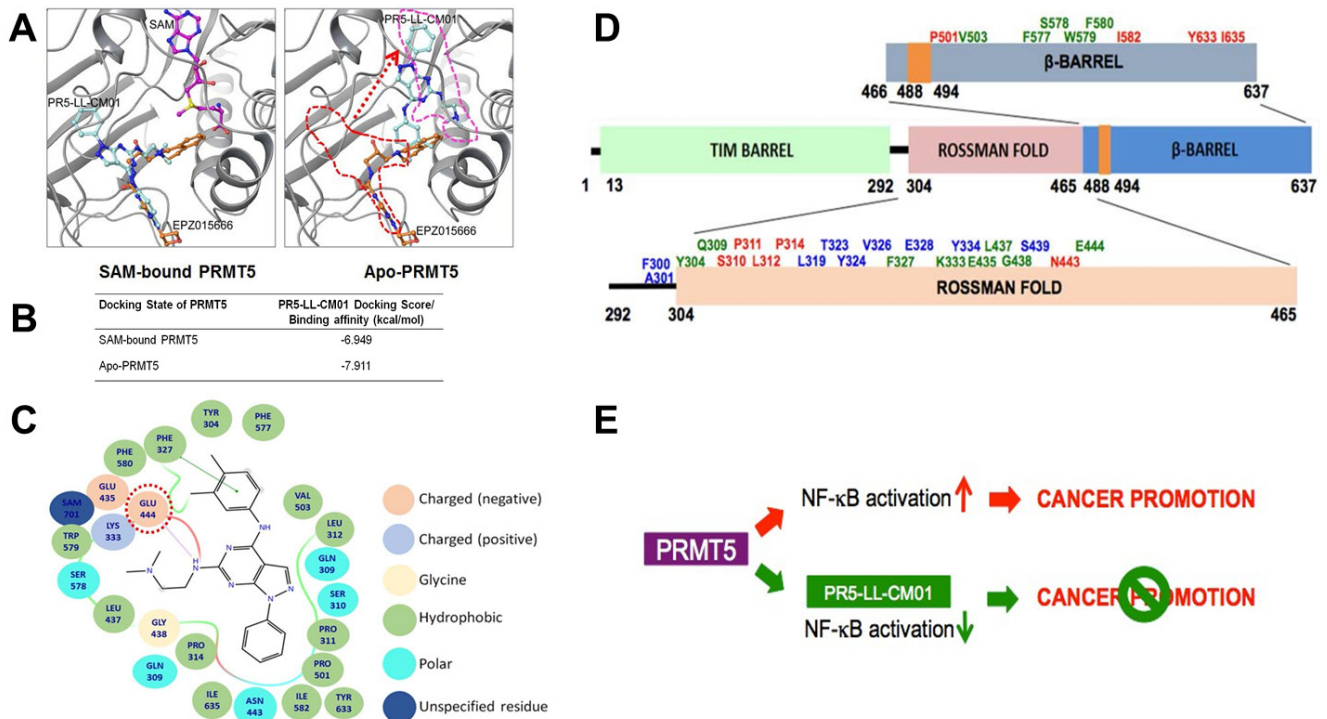 A
SAM
PR5-LL-CM01
EPZ015666
SAM-bound PRMT5
PR5-LL-CM01
EPZ015666
Apo-PRMT5
B
Docking State of PRMT5
PR5-LL-CM01 Docking Score/
Binding affinity (kcal/mol)
SAM-bound PRMT5 -6.949
Apo-PRMT5 -7.911
C
TYR
304
PHE
577
PHE
327
PHE
580
GLU
435
GLU
444
SAM
701
LYS
333
TRP
579
SER
578
LEU
437
GLY
438
PRO
314
GLN
309
ILE
635
ASN
443
ILE
582
TYR
633
PRO
501
PRO
311
SER
310
GLN
309
LEU
312
VAL
503
NH
N
N
N
N
N
H
N
Charged (negative)
Charged (positive)
Glycine
Hydrophobic
Polar
Unspecified residue
D
S578 F580
P501 V503 F577 W579 I582 Y633 I635
β-BARREL
466 488 494 637
TIM BARREL
ROSSMAN FOLD
β-BARREL
1 13 292 304 465 488 494 637
Q309 P311 P314 T323 V326 E328 Y334 L437 S439 E444
F300 Y304 S310 L312 L319 Y324 F327 K333 E435 G438 N443
A301
ROSSMAN FOLD
292 304 465
E
PRMT5
NF-κB activation
CANCER PROMOTION
PR5-LL-CM01
NF-κB activation
CANCER PROMOTION